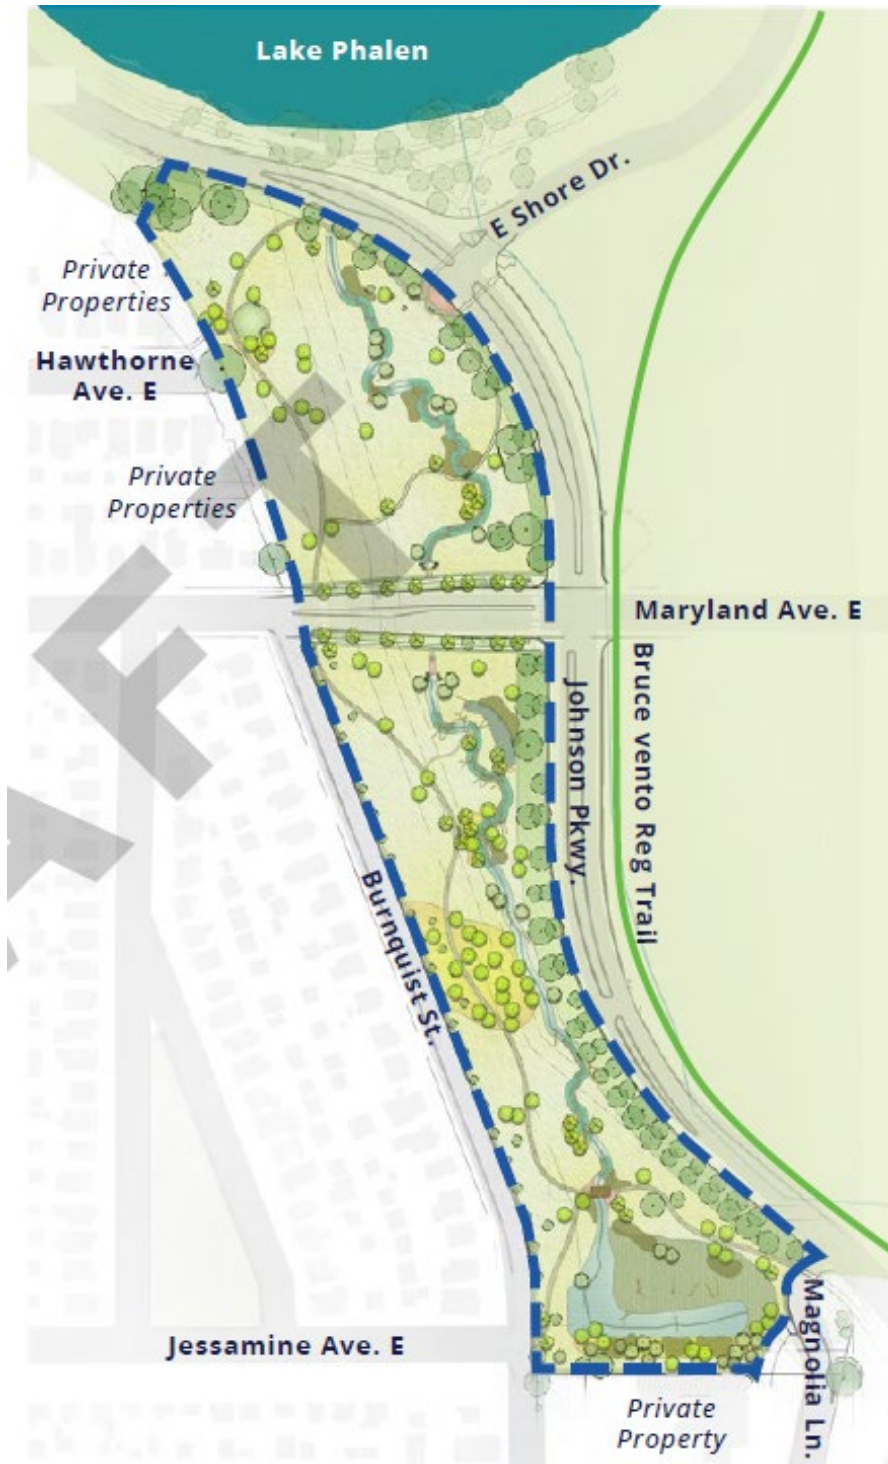 Lake Phalen
E Shore Dr.
Private
Properties
Hawthorne
Ave. E
Private
Properties
Maryland Ave. E
Johnson Pkwy.
Bruce vento Reg Trail
Burnquist St.
Jessamine Ave. E
Magnolia Ln.
Private
Property
AFT